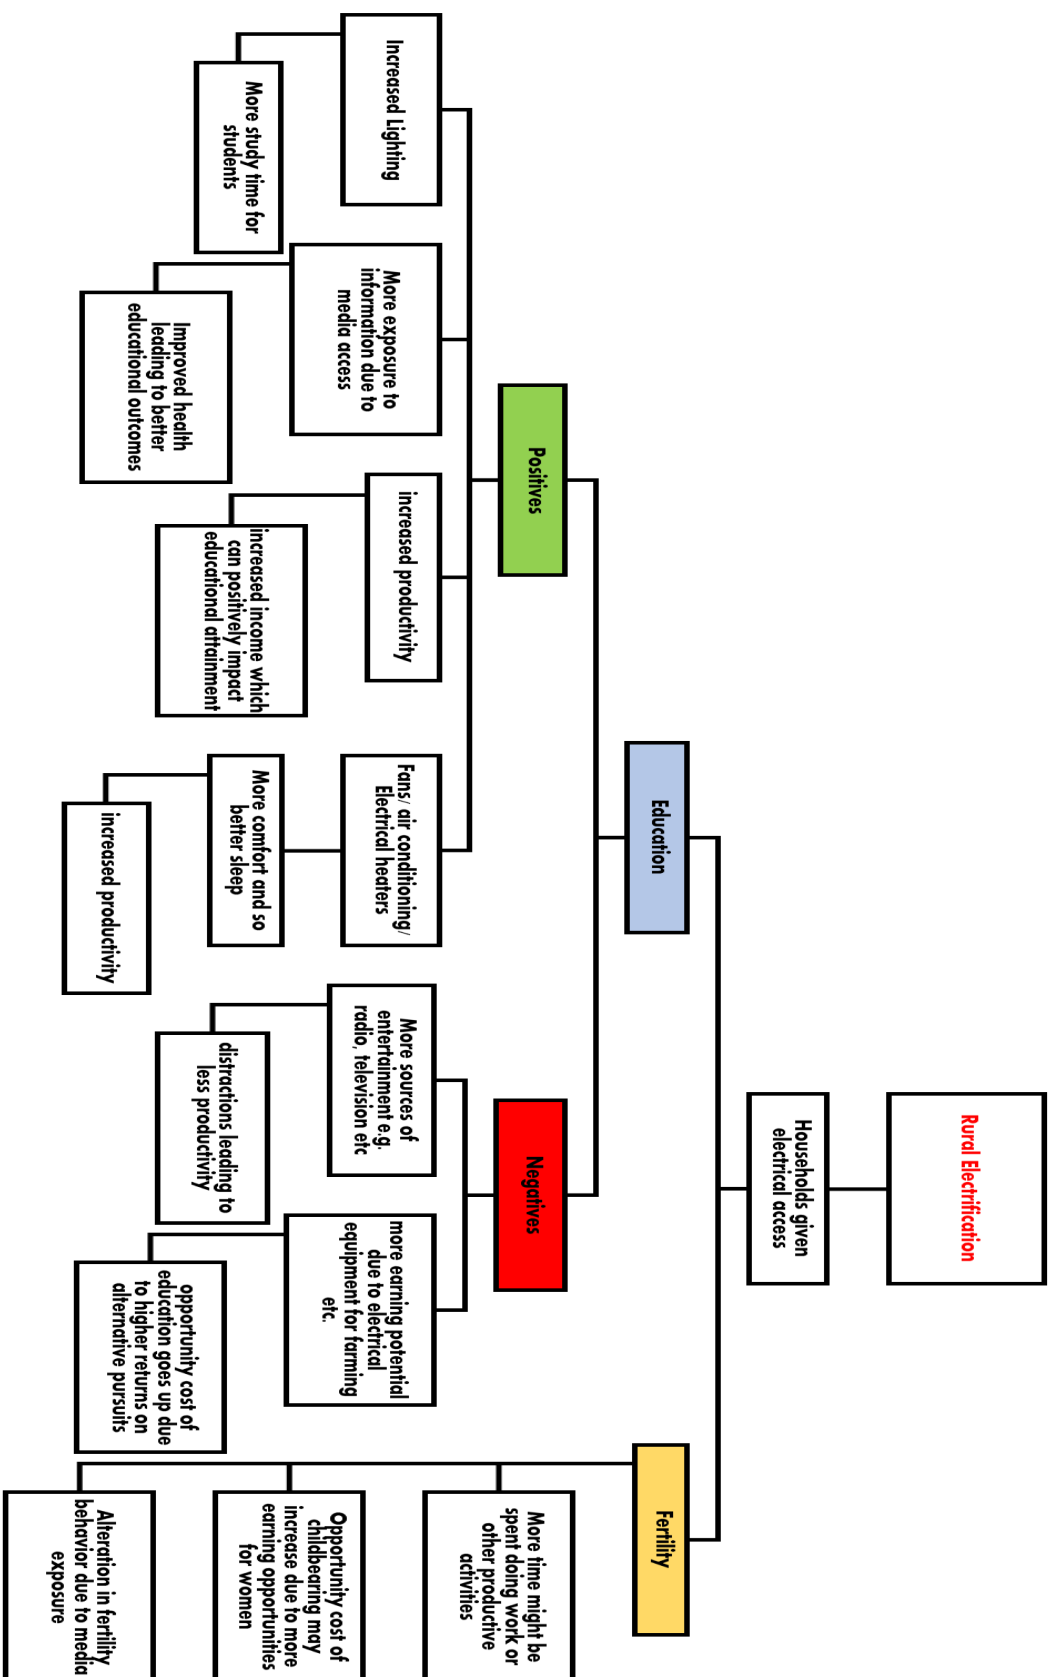 Rural Electrification
Households given
electrical access
Education
Fertility
Positives
Negatives
Increased Lighting
More study time for
students
More exposure to
information due to
media access
Improved health
leading to better
educational outcomes
increased productivity
increased income which
can positively impact
educational attainment
Fans/ air conditioning/
Electrical heaters
More comfort and so
better sleep
increased productivity
More sources of
entertainment e.g.
radio, television etc
distractions leading to
less productivity
more earning potential
due to electrical
equipment for farming
etc.
opportunity cost of
education goes up due
to higher returns on
alternative pursuits
More time might be
spent doing work or
other productive
activities
Opportunity cost of
childbearing may
increase due to more
earning opportunities
for women
Alteration in fertility
behavior due to media
exposure